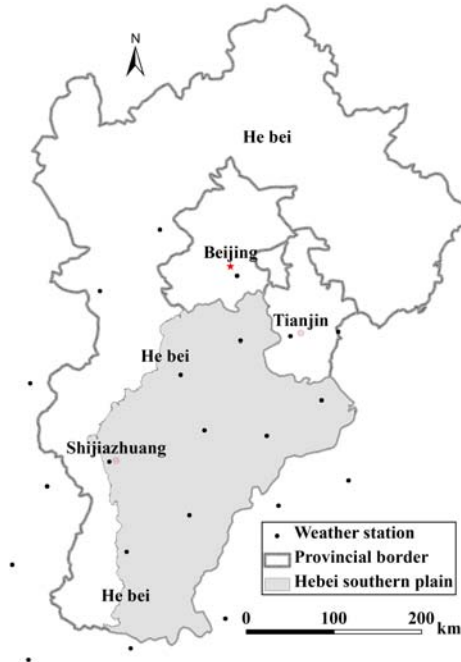 N
He bei
Beijing
Tianjin
He bei
Shijiazhuang
Weather station
Provincial border
Hebei southern plain
He bei
0 100 200
km